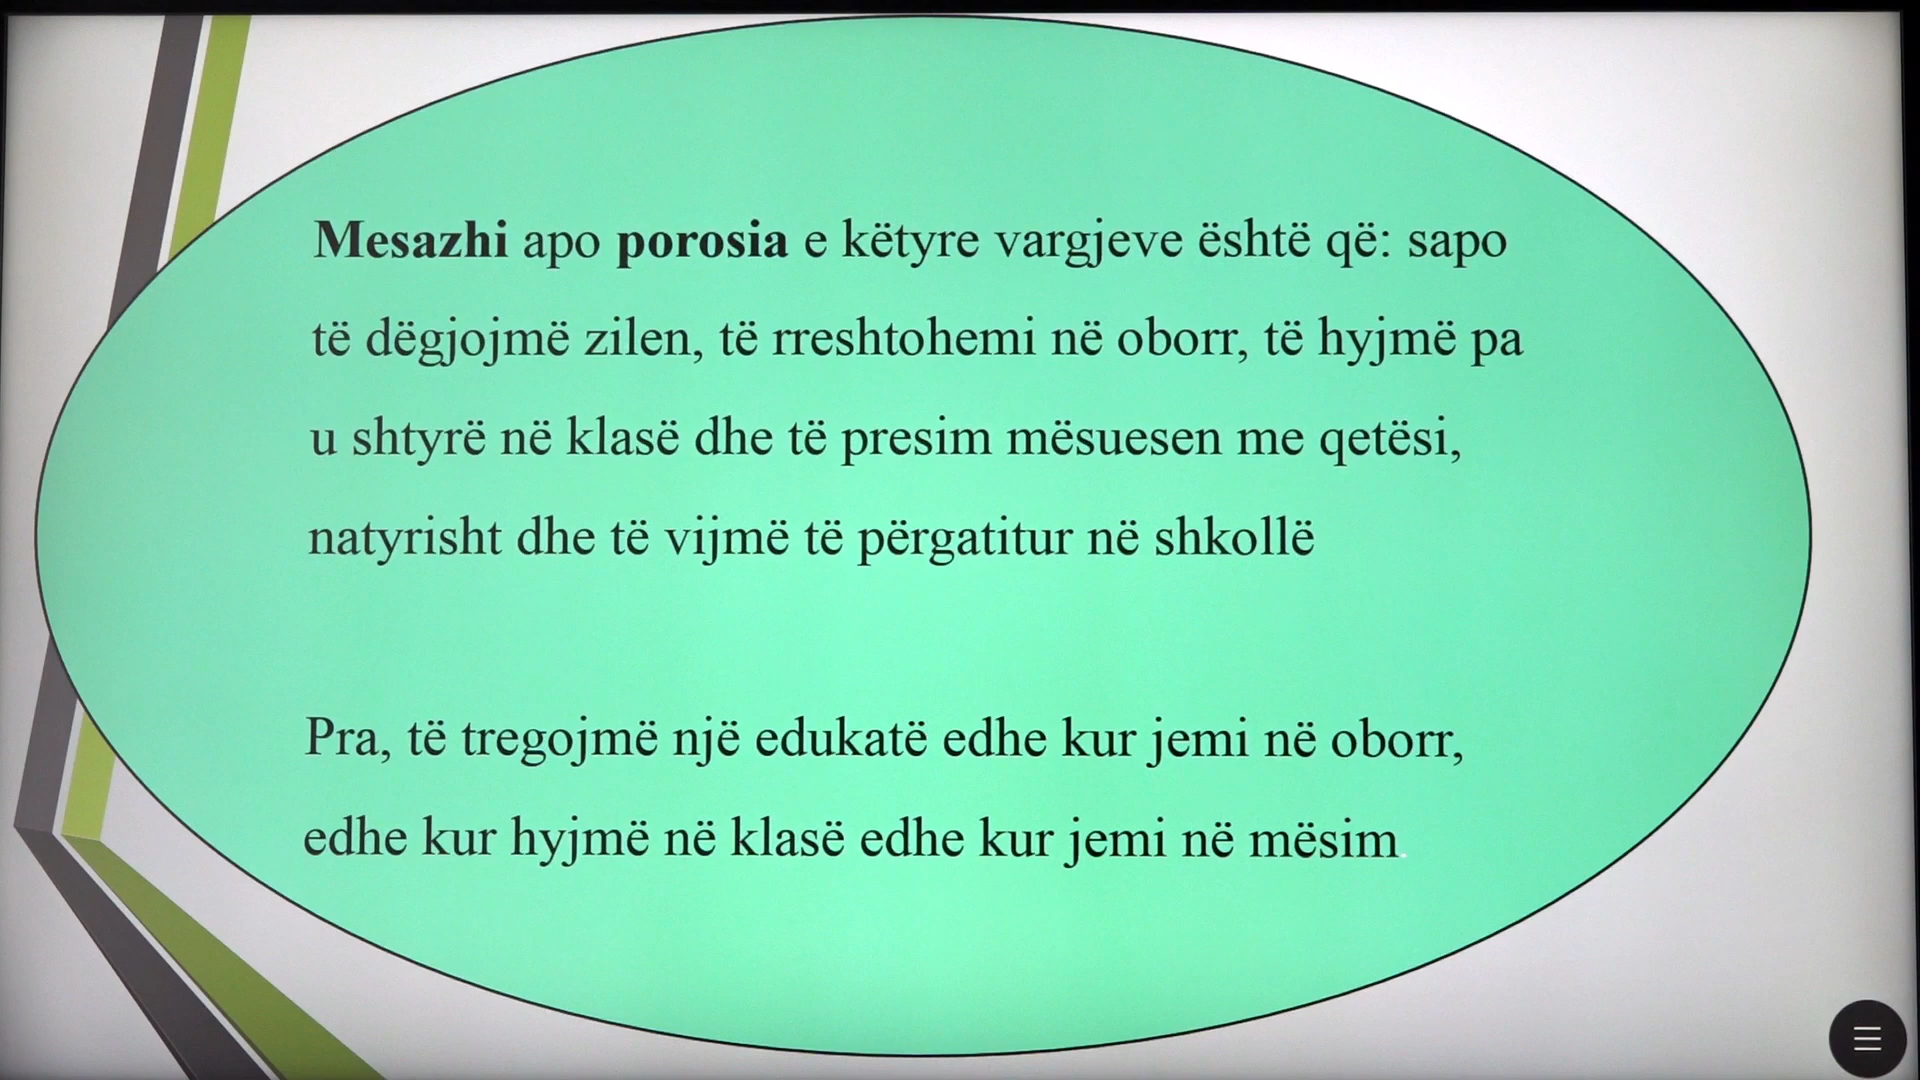 Mesazhi apo porosia e këtyre vargjeve është që: sapo
të dëgjojmë zilen, të rreshtohemi në oborr, të hyjmë pa
u shtyrë në klasë dhe të presim mësuesen me qetësi,
natyrisht dhe të vijmë të përgatitur në shkollë
Pra, të tregojmë një edukatë edhe kur jemi në oborr,
edhe kur hyjmë në klasë edhe kur jemi në mësim.